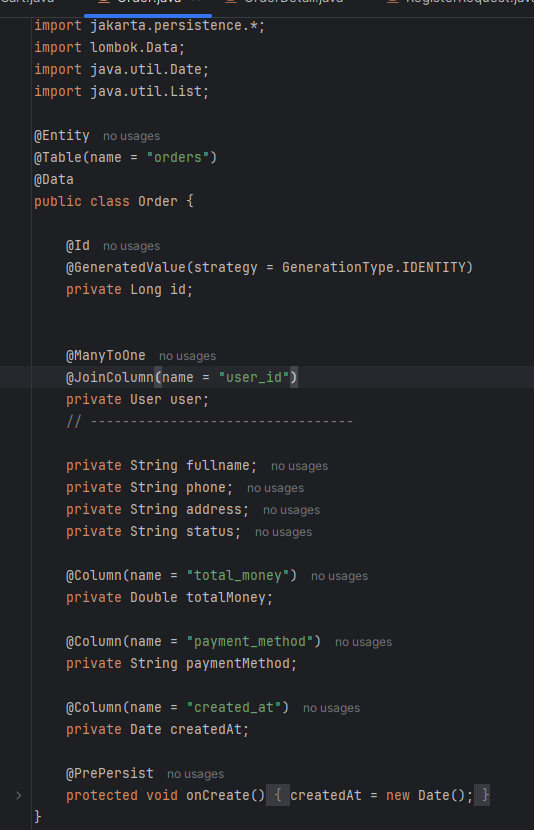 Cart.java Order.java OrderDetail.java RegisterRequest.java
import jakarta.persistence.*;
import lombok.Data;
import java.util.Date;
import java.util.List;
@Entity no usages
@Table(name = "orders")
@Data
public class Order {
@Id no usages
@GeneratedValue(strategy = GenerationType.IDENTITY)
private Long id;
@ManyToOne no usages
@JoinColumn(name = "user_id")
private User user;
// ---------------------------------
private String fullname; no usages
private String phone; no usages
private String address; no usages
private String status; no usages
@Column(name = "total_money") no usages
private Double totalMoney;
@Column(name = "payment_method") no usages
private String paymentMethod;
@Column(name = "created_at") no usages
private Date createdAt;
@PrePersist no usages
protected void onCreate() { createdAt = new Date(); }
}